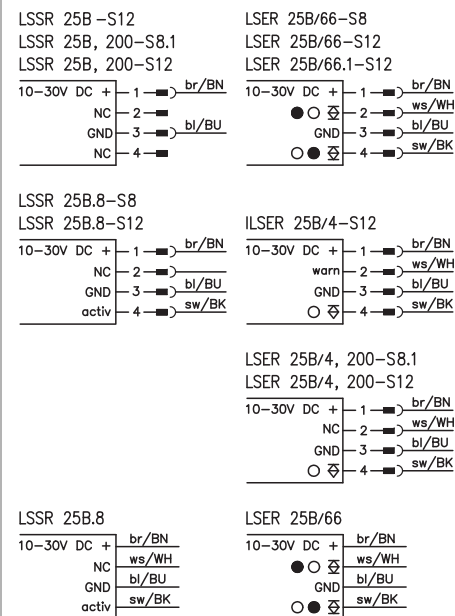 LSSR 25B –S12
LSSR 25B, 200–S8.1
LSSR 25B, 200–S12
10–30V DC + 1 br/BN
NC 2
GND 3 bl/BU
NC 4
LSER 25B/66–S8
LSER 25B/66–S12
LSER 25B/66.1–S12
10–30V DC + 1 br/BN
2 ws/WH
GND 3 bl/BU
4 sw/BK
LSSR 25B.8–S8
LSSR 25B.8–S12
10–30V DC + 1 br/BN
NC 2
GND 3 bl/BU
activ 4 sw/BK
ILSER 25B/4–S12
10–30V DC + 1 br/BN
warn 2 ws/WH
GND 3 bl/BU
4 sw/BK
LSER 25B/4, 200–S8.1
LSER 25B/4, 200–S12
10–30V DC + 1 br/BN
NC 2 ws/WH
GND 3 bl/BU
4 sw/BK
LSSR 25B.8
10–30V DC + br/BN
NC ws/WH
GND bl/BU
activ sw/BK
LSER 25B/66
10–30V DC + br/BN
ws/WH
GND bl/BU
sw/BK